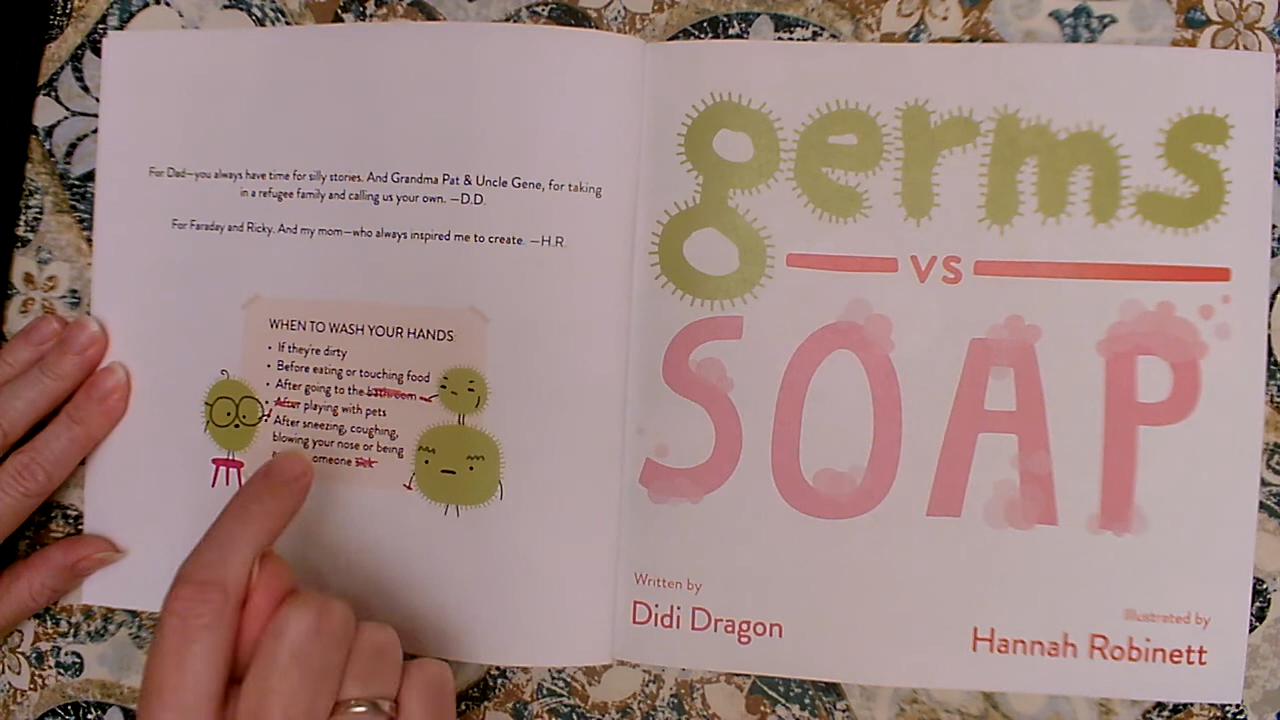 For Dad—you always have time for silly stories. And Grandma Pat & Uncle Gene, for taking
in a refugee family and calling us your own. —D.D.
For Faraday and Ricky. And my mom—who always inspired me to create. —H.R.
WHEN TO WASH YOUR HANDS
• If they're dirty
• Before eating or touching food
• After going to the bathroom
• After playing with pets
• After sneezing, coughing,
blowing your nose or being
someone sick
germs
VS
SOAP
Written by
Didi Dragon
Illustrated by
Hannah Robinett